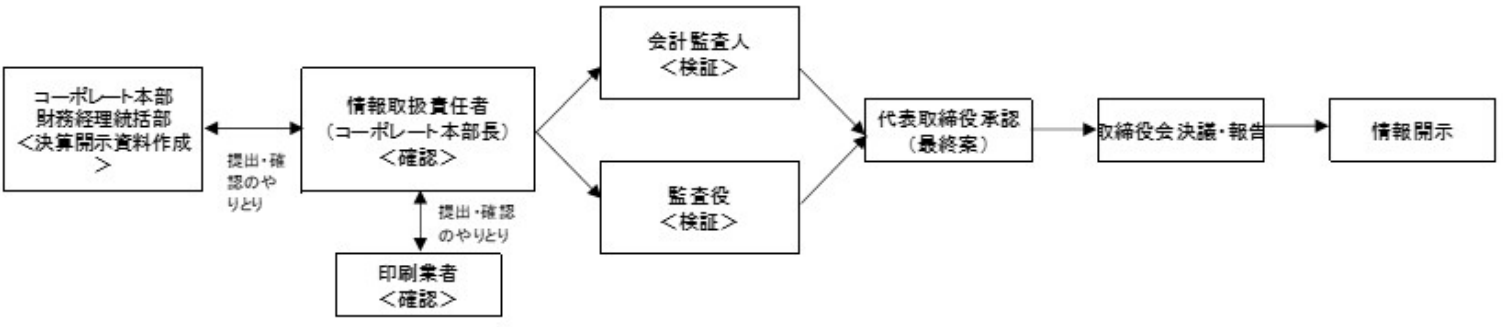 コーポレート本部
財務経理統括部
＜決算開示資料作成
＞
提出・確
認のや
りとり
情報取扱責任者
（コーポレート本部長）
＜確認＞
提出・確認
のやりとり
印刷業者
＜確認＞
会計監査人
＜検証＞
監査役
＜検証＞
代表取締役承認
（最終案）
取締役会決議・報告
情報開示